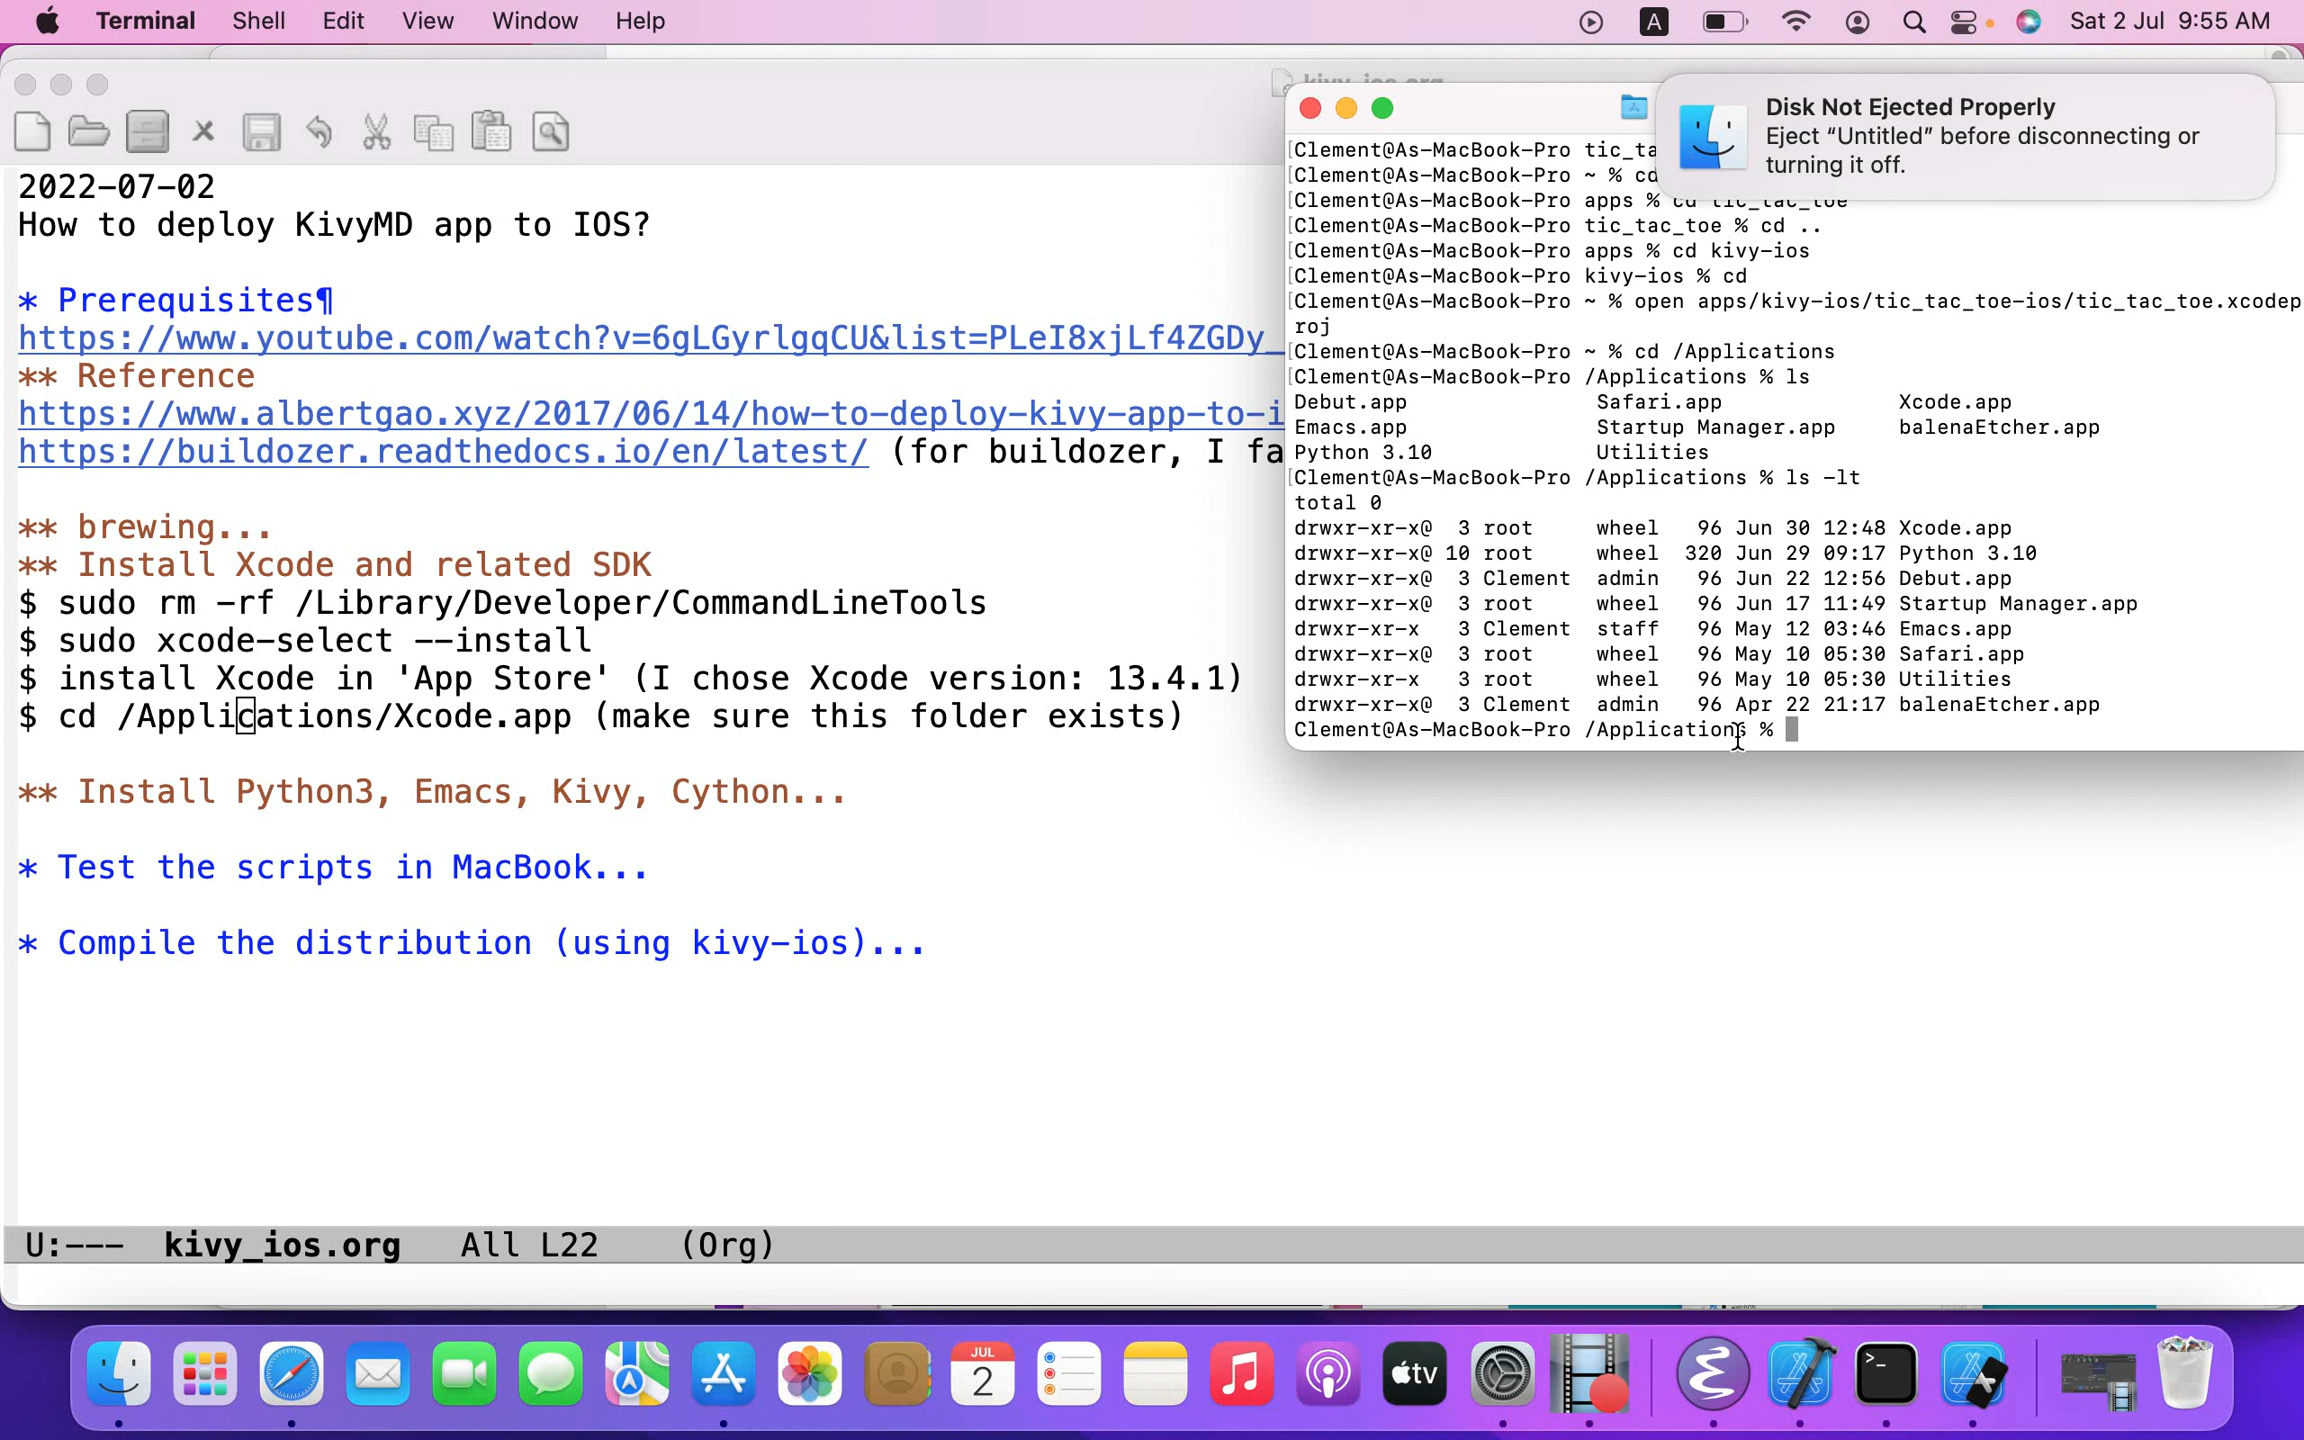 Terminal Shell Edit View Window Help
A
Sat 2 Jul 9:55 AM
kivy_ios.org
2022-07-02
How to deploy KivyMD app to IOS?
* Prerequisites¶
https://www.youtube.com/watch?v=6gLGyrlgqCU&list=PLeI8xjLf4ZGDy_
** Reference
https://www.albertgao.xyz/2017/06/14/how-to-deploy-kivy-app-to-i
https://buildozer.readthedocs.io/en/latest/ (for buildozer, I fa
** brewing...
** Install Xcode and related SDK
$ sudo rm -rf /Library/Developer/CommandLineTools
$ sudo xcode-select --install
$ install Xcode in 'App Store' (I chose Xcode version: 13.4.1)
$ cd /Applications/Xcode.app (make sure this folder exists)
** Install Python3, Emacs, Kivy, Cython...
* Test the scripts in MacBook...
* Compile the distribution (using kivy-ios)...
U:--- kivy_ios.org All L22 (Org)
Disk Not Ejected Properly
Eject “Untitled” before disconnecting or
turning it off.
[Clement@As-MacBook-Pro tic_ta
[Clement@As-MacBook-Pro ~ % cd
[Clement@As-MacBook-Pro apps % cd tic_tac_toe
[Clement@As-MacBook-Pro tic_tac_toe % cd ..
[Clement@As-MacBook-Pro apps % cd kivy-ios
[Clement@As-MacBook-Pro kivy-ios % cd
[Clement@As-MacBook-Pro ~ % open apps/kivy-ios/tic_tac_toe-ios/tic_tac_toe.xcodep
roj
[Clement@As-MacBook-Pro ~ % cd /Applications
[Clement@As-MacBook-Pro /Applications % ls
Debut.app Safari.app Xcode.app
Emacs.app Startup Manager.app balenaEtcher.app
Python 3.10 Utilities
[Clement@As-MacBook-Pro /Applications % ls -lt
total 0
drwxr-xr-x@ 3 root wheel 96 Jun 30 12:48 Xcode.app
drwxr-xr-x@ 10 root wheel 320 Jun 29 09:17 Python 3.10
drwxr-xr-x@ 3 Clement admin 96 Jun 22 12:56 Debut.app
drwxr-xr-x@ 3 root wheel 96 Jun 17 11:49 Startup Manager.app
drwxr-xr-x 3 Clement staff 96 May 12 03:46 Emacs.app
drwxr-xr-x@ 3 root wheel 96 May 10 05:30 Safari.app
drwxr-xr-x 3 root wheel 96 May 10 05:30 Utilities
drwxr-xr-x@ 3 Clement admin 96 Apr 22 21:17 balenaEtcher.app
Clement@As-MacBook-Pro /Applications %
JUL
2
tv
>_